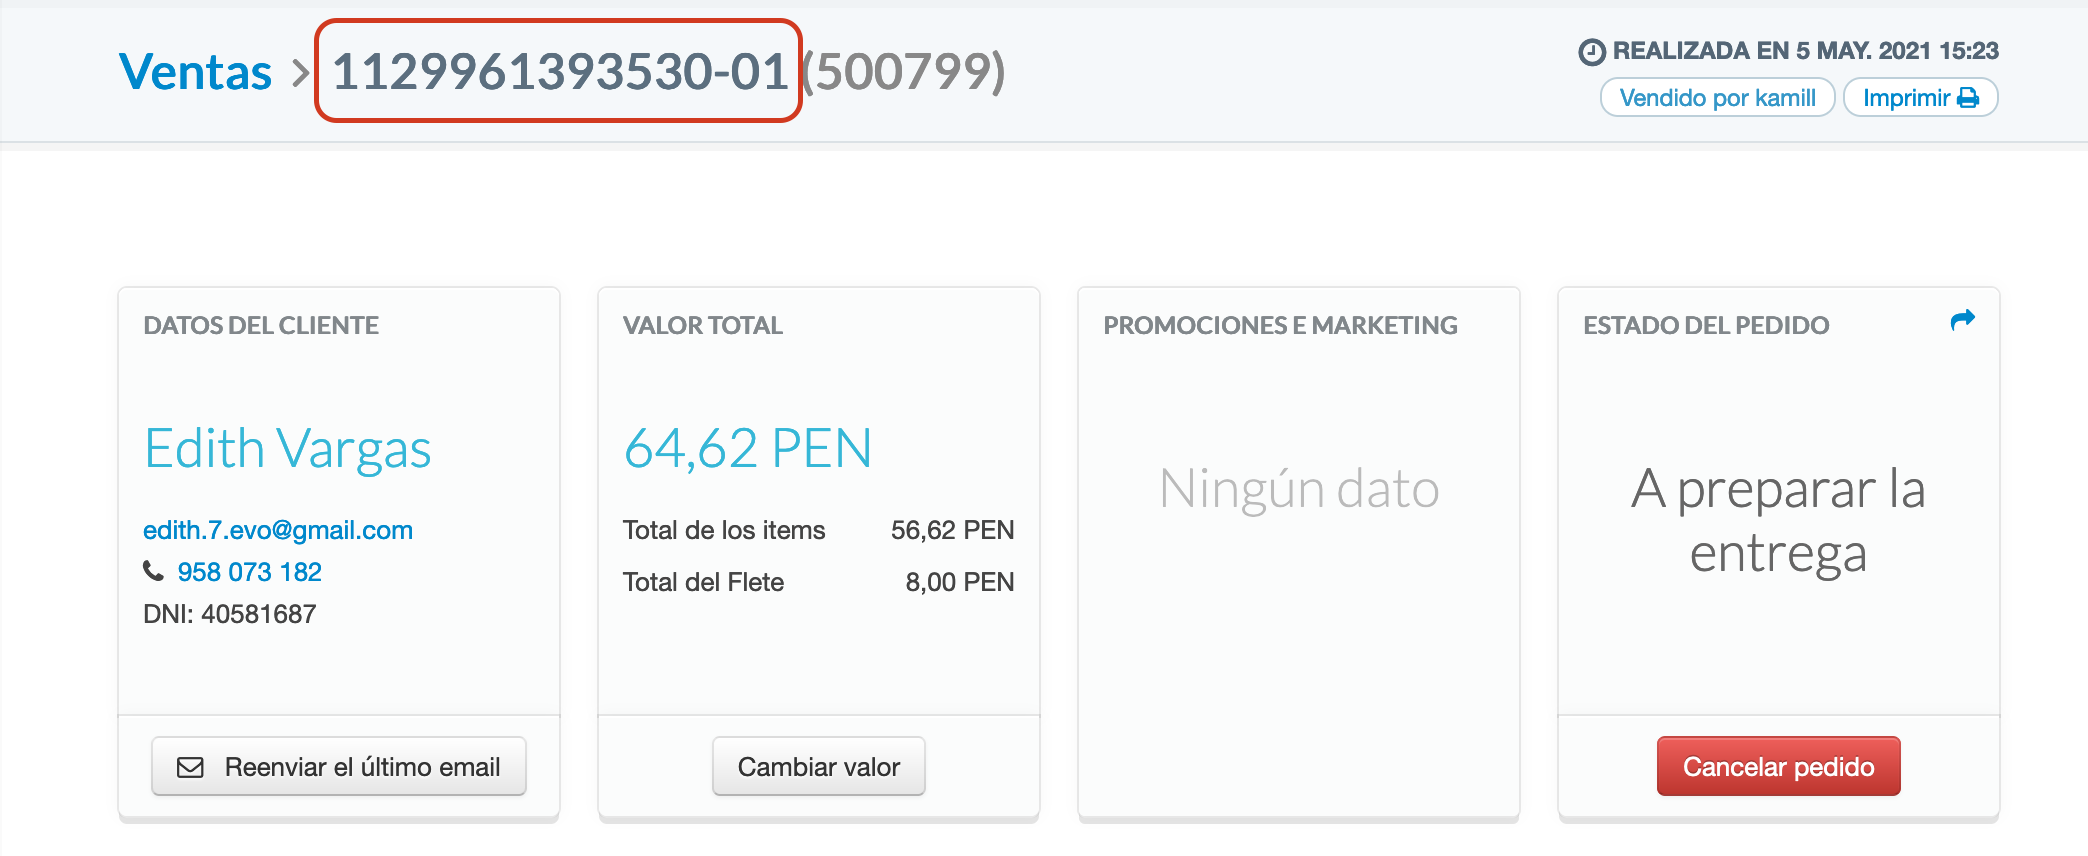 Ventas > 1129961393530-01 (500799)
REALIZADA EN 5 MAY. 2021 15:23
Vendido por kamill
Imprimir
DATOS DEL CLIENTE
Edith Vargas
edith.7.evo@gmail.com
958 073 182
DNI: 40581687
Reenviar el último email
VALOR TOTAL
64,62 PEN
Total de los items 56,62 PEN
Total del Flete 8,00 PEN
Cambiar valor
PROMOCIONES E MARKETING
Ningún dato
ESTADO DEL PEDIDO
A preparar la
entrega
Cancelar pedido